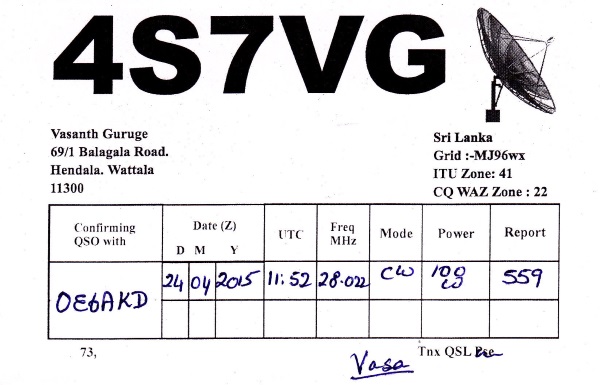 4S7VG
Vasanth Guruge
69/1 Balagala Road.
Hendala. Wattala
11300
Sri Lanka
Grid :-MJ96wx
ITU Zone: 41
CQ WAZ Zone : 22
Confirming QSO with Date (Z) D M Y UTC Freq MHz Mode Power Report
OE6AKD 24 04 2015 11:52 28.022 CW 100 W 559
73, Vasa Tnx QSL Pse